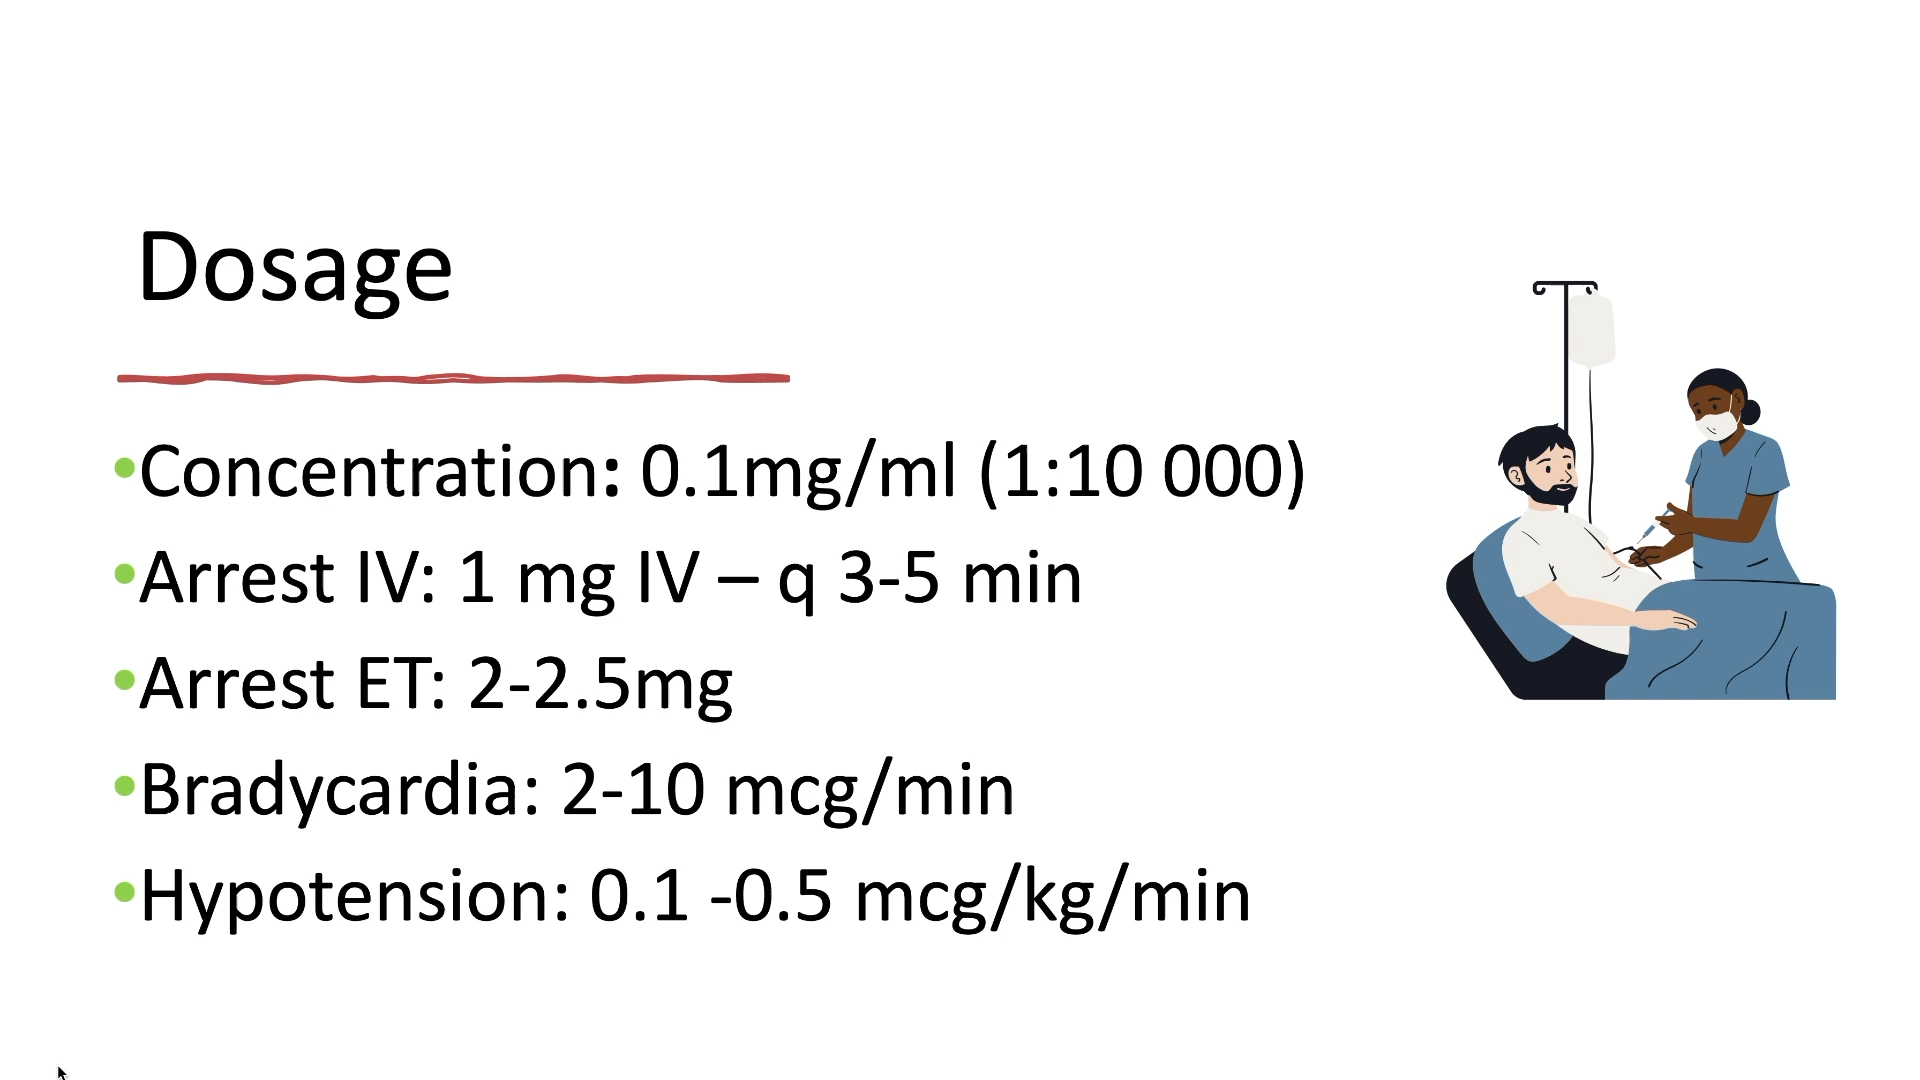 Dosage
•Concentration: 0.1mg/ml (1:10 000)
•Arrest IV: 1 mg IV – q 3-5 min
•Arrest ET: 2-2.5mg
•Bradycardia: 2-10 mcg/min
•Hypotension: 0.1 -0.5 mcg/kg/min